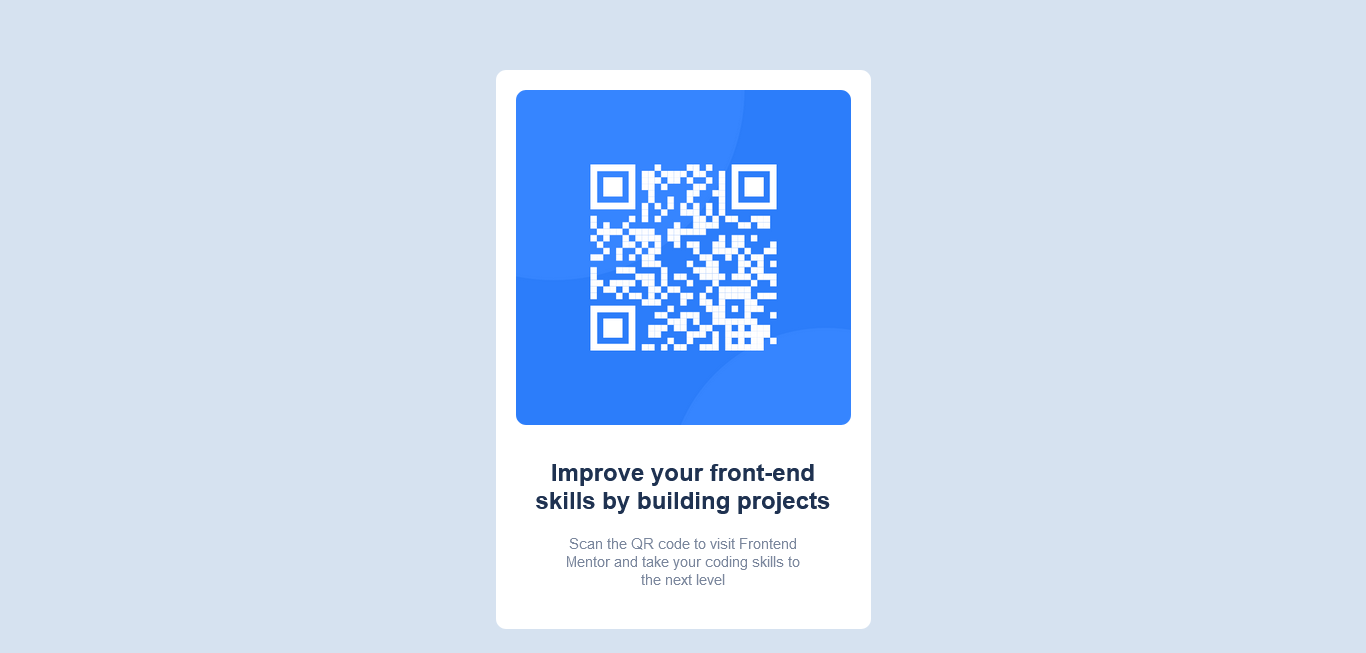 Improve your front-end
skills by building projects
Scan the QR code to visit Frontend
Mentor and take your coding skills to
the next level